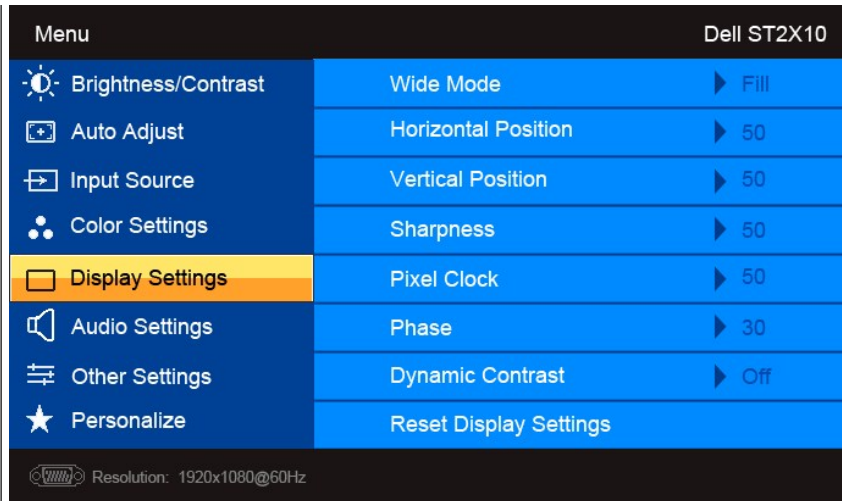 Menu Dell ST2X10
Brightness/Contrast Wide Mode Fill
Auto Adjust Horizontal Position 50
Input Source Vertical Position 50
Color Settings Sharpness 50
Display Settings Pixel Clock 50
Audio Settings Phase 30
Other Settings Dynamic Contrast Off
Personalize Reset Display Settings
Resolution: 1920x1080@60Hz